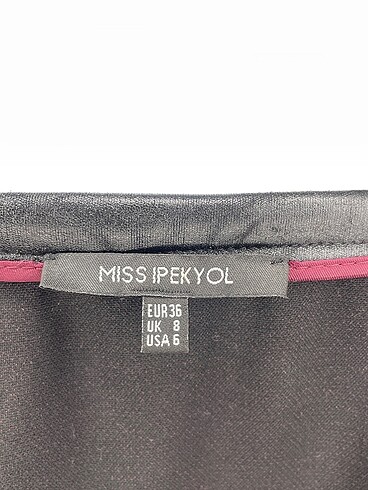 MISS IPEKYOL
EUR36
UK 8
USA 6